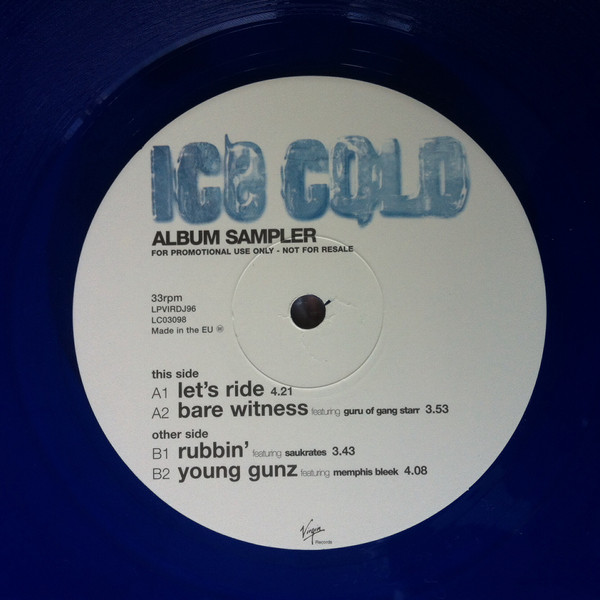 ICE COLD
ALBUM SAMPLER
FOR PROMOTIONAL USE ONLY - NOT FOR RESALE
33rpm
LPVIRDJ96
LC03098
Made in the EU
this side
A1 let's ride 4.21
A2 bare witness featuring guru of gang starr 3.53
other side
B1 rubbin' featuring saukrates 3.43
B2 young gunz featuring memphis bleek 4.08
Virgin
Records